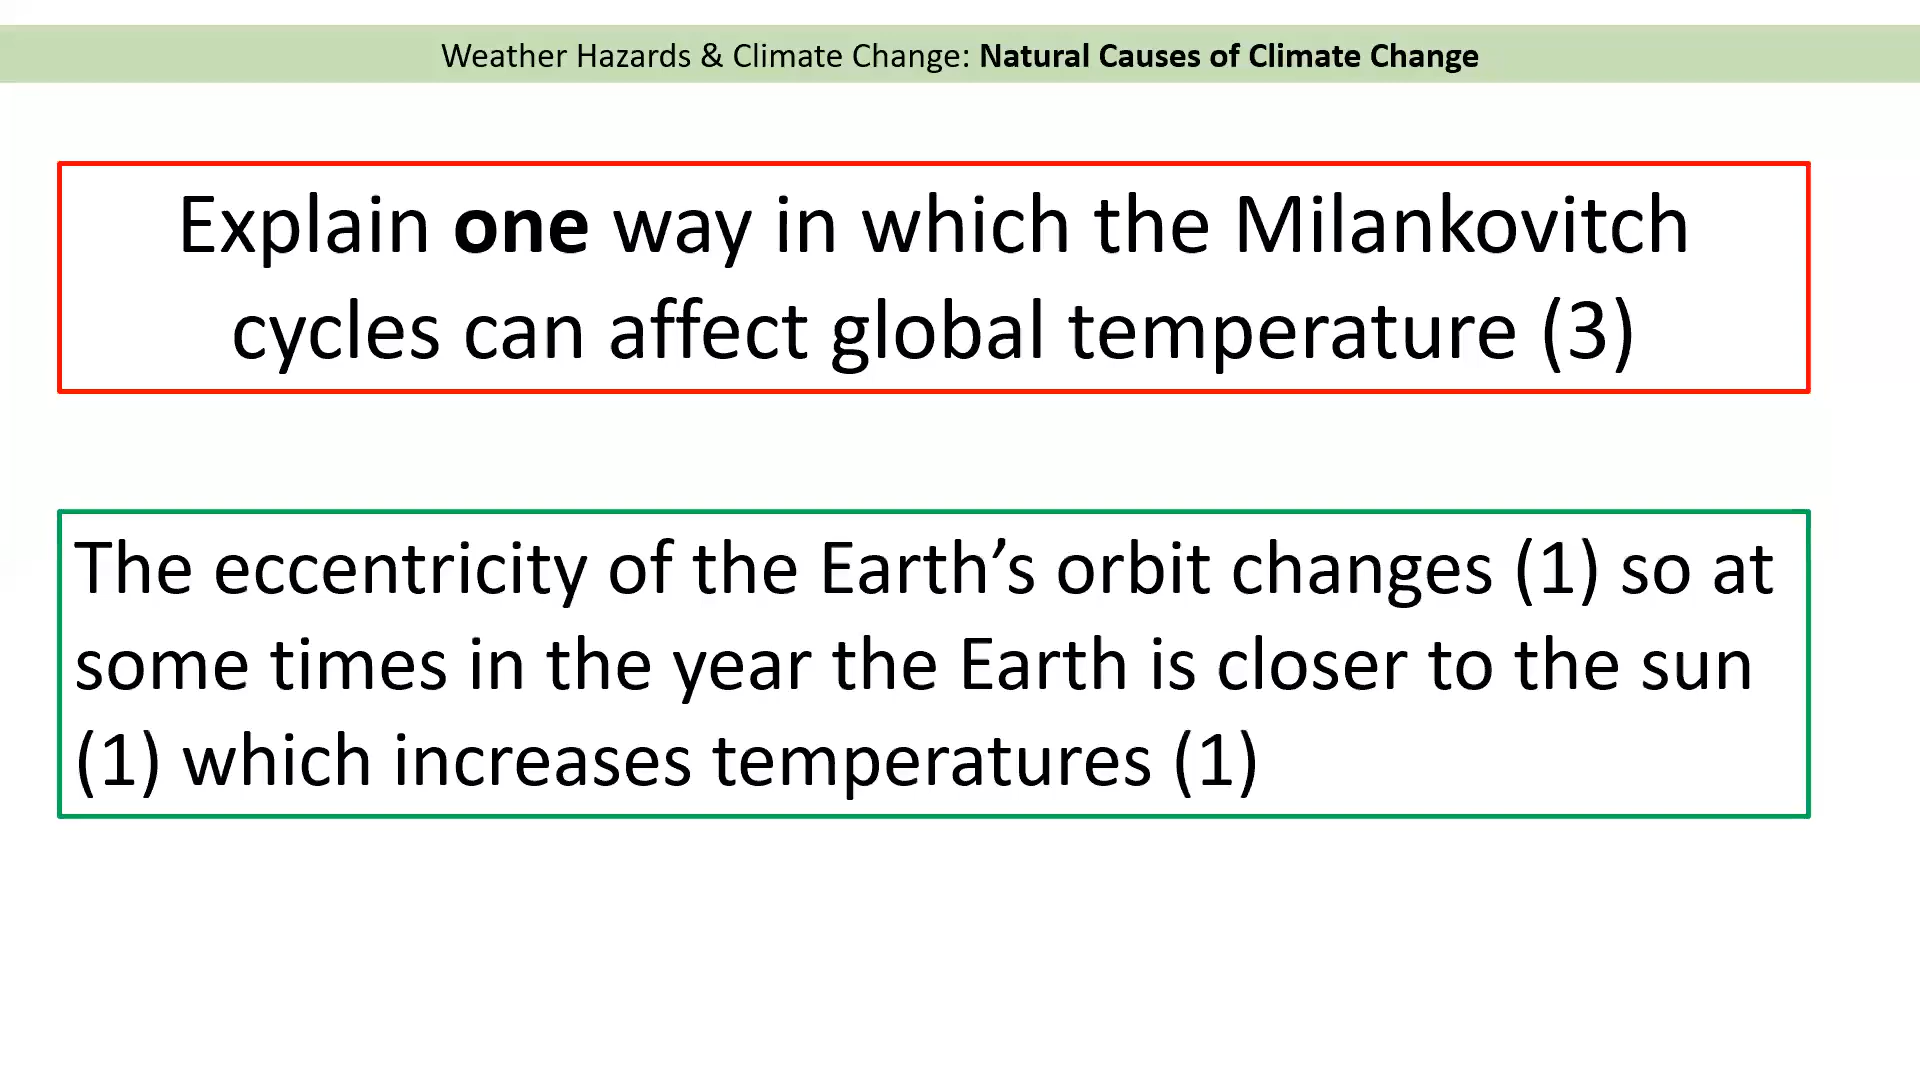 Weather Hazards & Climate Change: Natural Causes of Climate Change
Explain one way in which the Milankovitch
cycles can affect global temperature (3)
The eccentricity of the Earth’s orbit changes (1) so at
some times in the year the Earth is closer to the sun
(1) which increases temperatures (1)